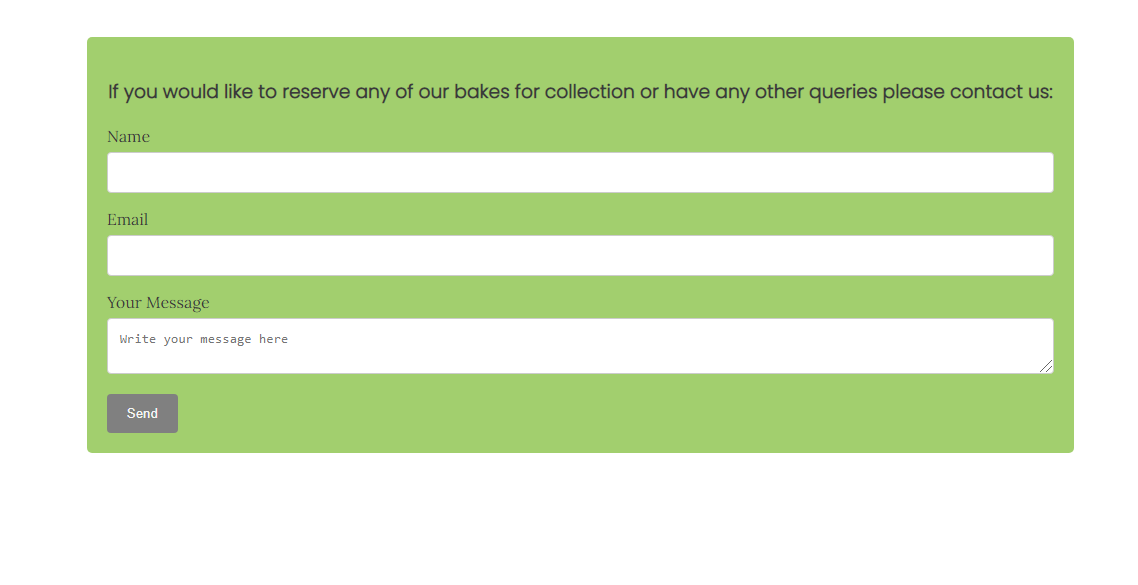 If you would like to reserve any of our bakes for collection or have any other queries please contact us:
Name
Email
Your Message
Write your message here
Send